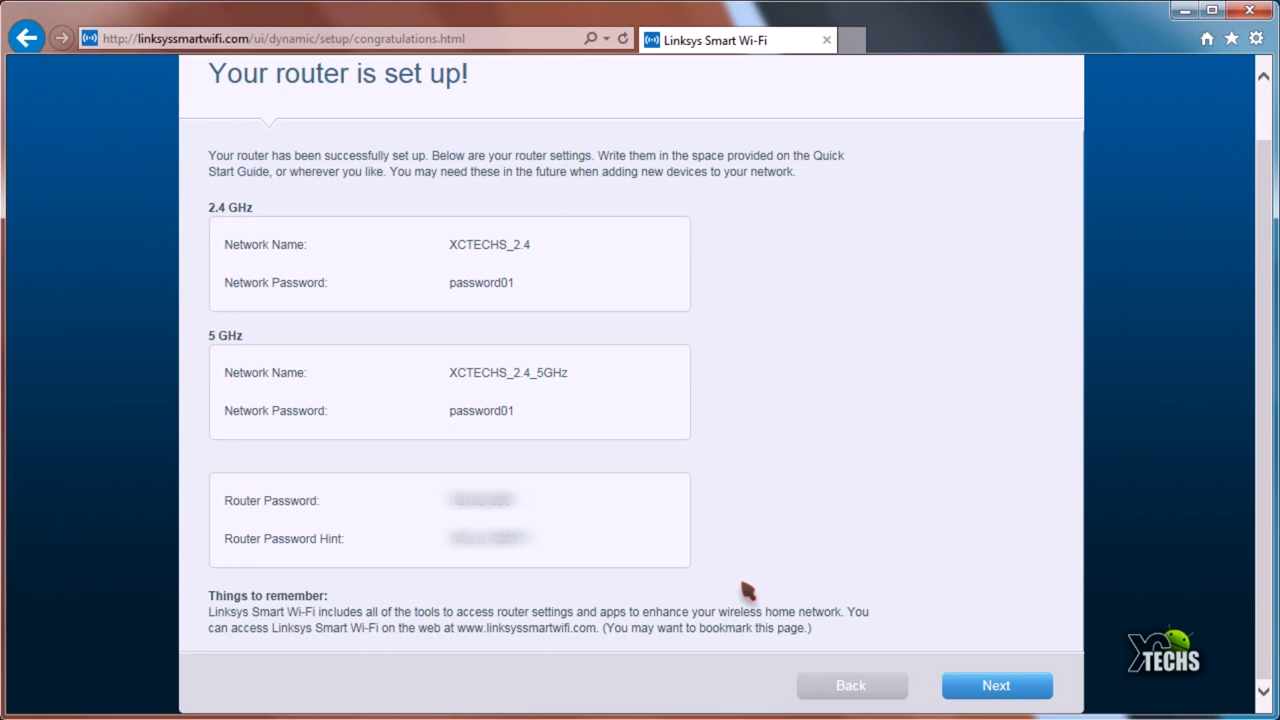 http://linksyssmartwifi.com/ui/dynamic/setup/congratulations.html
Linksys Smart Wi-Fi
Your router is set up!
Your router has been successfully set up. Below are your router settings. Write them in the space provided on the Quick
Start Guide, or wherever you like. You may need these in the future when adding new devices to your network.
2.4 GHz
Network Name: XCTECHS_2.4
Network Password: password01
5 GHz
Network Name: XCTECHS_2.4_5GHz
Network Password: password01
Router Password:
Router Password Hint:
Things to remember:
Linksys Smart Wi-Fi includes all of the tools to access router settings and apps to enhance your wireless home network. You
can access Linksys Smart Wi-Fi on the web at www.linksyssmartwifi.com. (You may want to bookmark this page.)
Back Next
XCTECHS